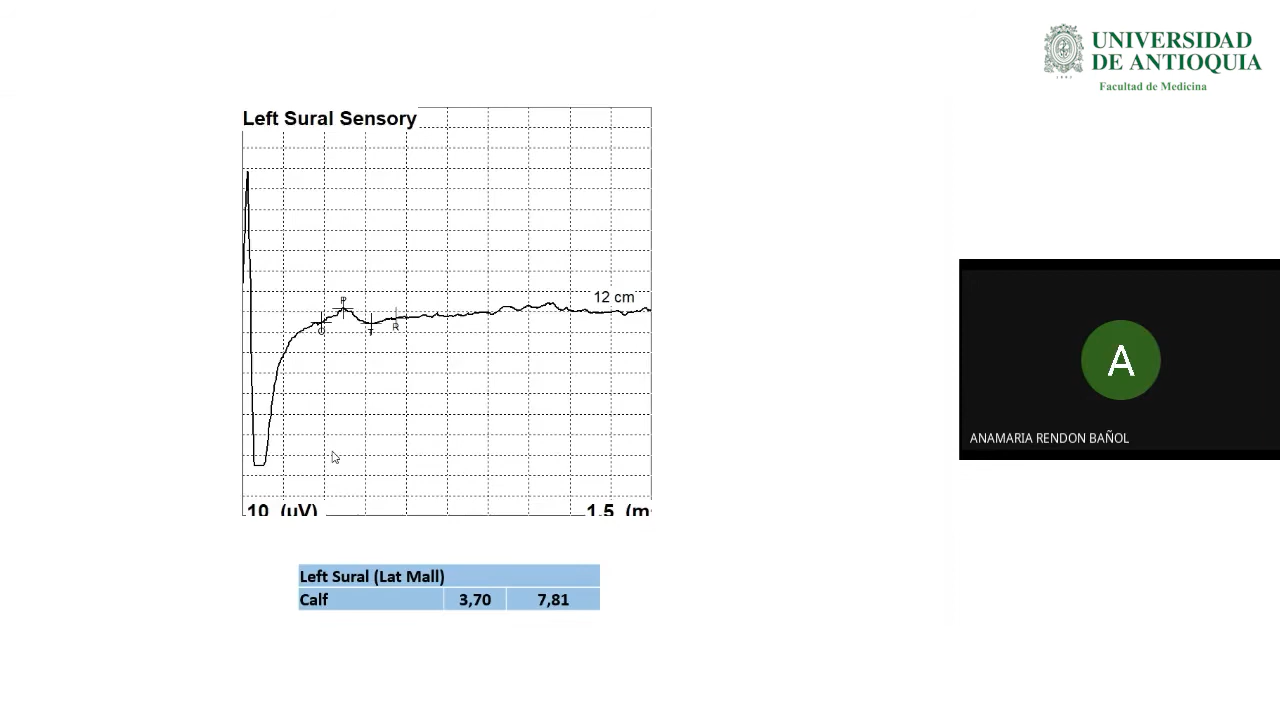 UNIVERSIDAD
DE ANTIOQUIA
1803
Facultad de Medicina
Left Sural Sensory
P
12 cm
O
T
R
10 (uV)
1.5 (m
A
ANAMARIA RENDON BAÑOL
Left Sural (Lat Mall)
Calf 3,70 7,81